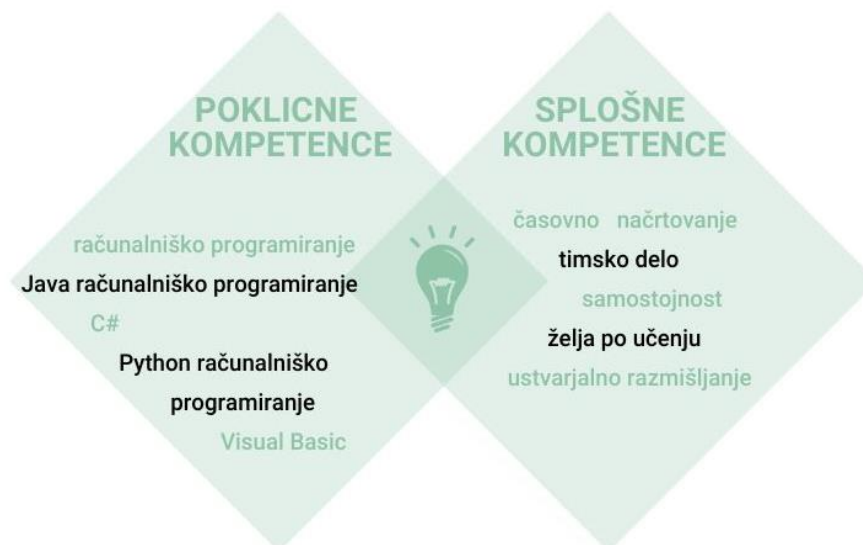 POKLICNE
KOMPETENCE
računalniško programiranje
Java računalniško programiranje
C#
Python računalniško
programiranje
Visual Basic
SPLOŠNE
KOMPETENCE
časovno načrtovanje
timsko delo
samostojnost
želja po učenju
ustvarjalno razmišljanje